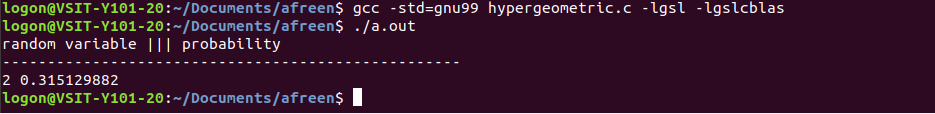 logon@VSIT-Y101-20:~/Documents/afreen$ gcc -std=gnu99 hypergeometric.c -lgsl -lgslcblas
logon@VSIT-Y101-20:~/Documents/afreen$ ./a.out
random variable ||| probability
--------------------------------------------------
2 0.315129882
logon@VSIT-Y101-20:~/Documents/afreen$